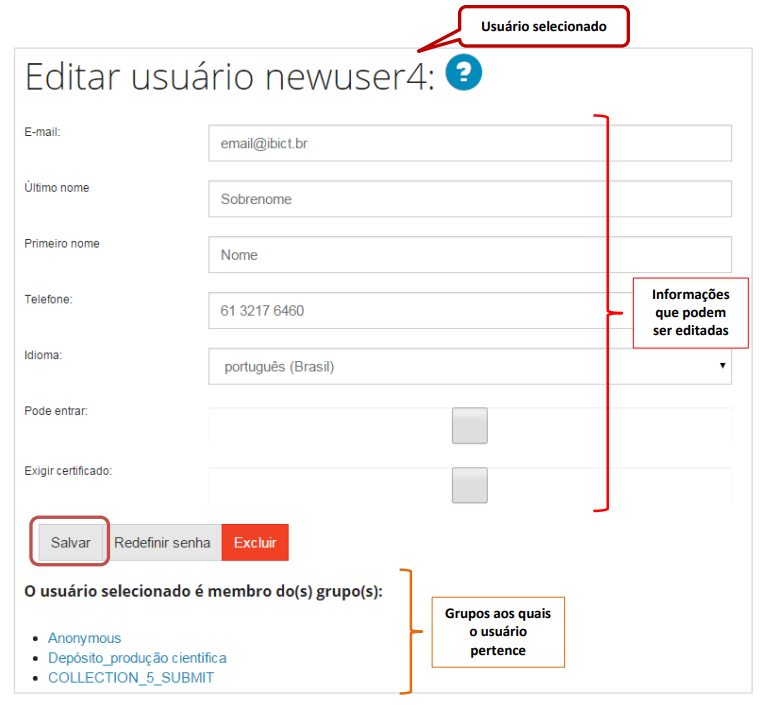 Usuário selecionado
Editar usuário newuser4: ?
E-mail:
email@ibict.br
Último nome
Sobrenome
Primeiro nome
Nome
Telefone:
61 3217 6460
Informações
que podem
ser editadas
Idioma:
português (Brasil)
Pode entrar:
Exigir certificado:
Salvar Redefinir senha Excluir
O usuário selecionado é membro do(s) grupo(s):
Anonymous
Depósito_produção científica
COLLECTION_5_SUBMIT
Grupos aos quais
o usuário
pertence